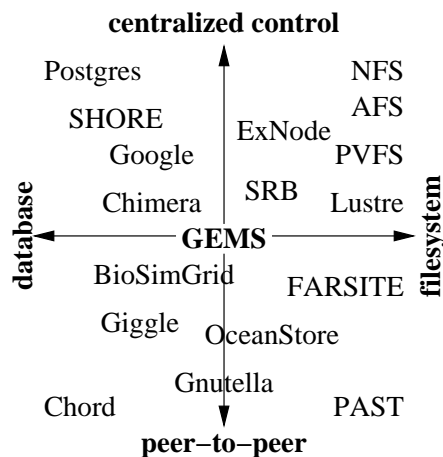 centralized control
Postgres
NFS
AFS
SHORE
ExNode
Google
PVFS
SRB
Chimera
Lustre
database
GEMS
filesystem
BioSimGrid
FARSITE
Giggle
OceanStore
Gnutella
Chord
PAST
peer−to−peer